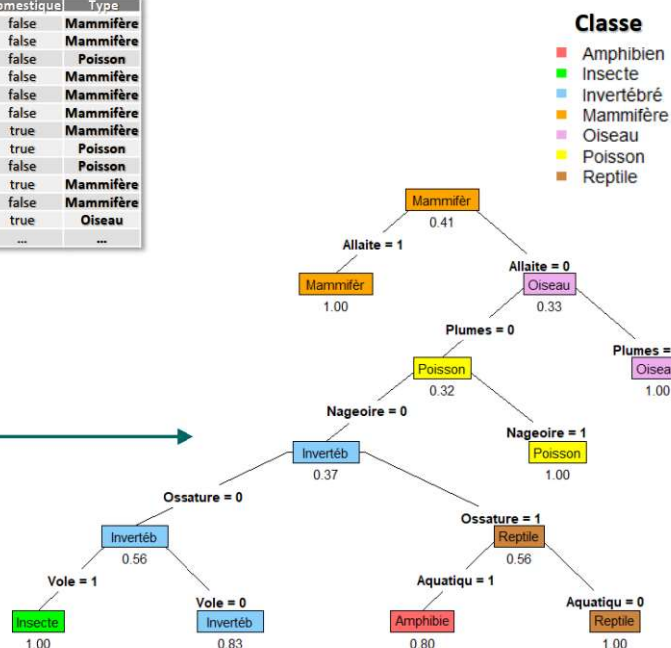 Type
false Mammifère
false Mammifère
false Poisson
false Mammifère
false Mammifère
false Mammifère
true Mammifère
true Poisson
false Poisson
true Mammifère
false Mammifère
true Oiseau
... ...
Classe
Amphibien
Insecte
Invertébré
Mammifère
Oiseau
Poisson
Reptile
Mammifèr
0.41
Allaite = 1
Allaite = 0
Mammifèr
1.00
Oiseau
0.33
Plumes = 0
Plumes =
Poisson
0.32
Oisea
1.00
Nageoire = 0
Nageoire = 1
Invertéb
0.37
Poisson
1.00
Ossature = 0
Ossature = 1
Invertéb
0.56
Reptile
0.56
Vole = 1
Vole = 0
Aquatiqu = 1
Aquatiqu = 0
Insecte
1.00
Invertéb
0.83
Amphibie
0.80
Reptile
1.00